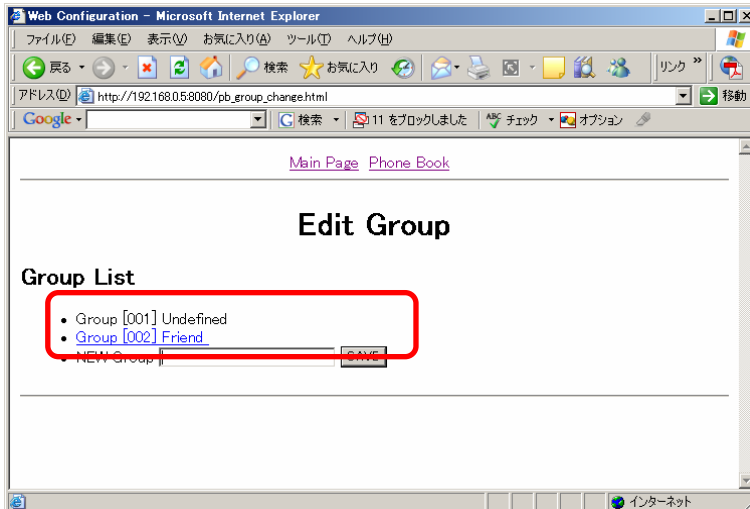 Web Configuration - Microsoft Internet Explorer
ファイル(F) 編集(E) 表示(V) お気に入り(A) ツール(T) ヘルプ(H)
戻る 検索 お気に入り リンク »
アドレス(D) http://192.168.0.5:8080/pb_group_change.html 移動
Google 検索 11 をブロックしました ABC チェック オプション
Main Page Phone Book
Edit Group
Group List
• Group [001] Undefined
• Group [002] Friend
• NEW Group SAVE
インターネット